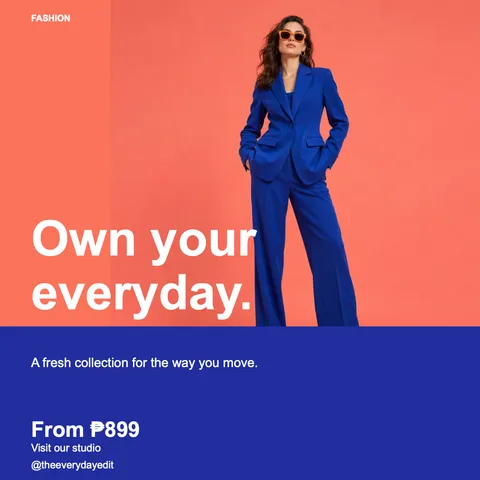 FASHION
Own your
everyday.
A fresh collection for the way you move.
From ₱899
Visit our studio
@theeverydayedit